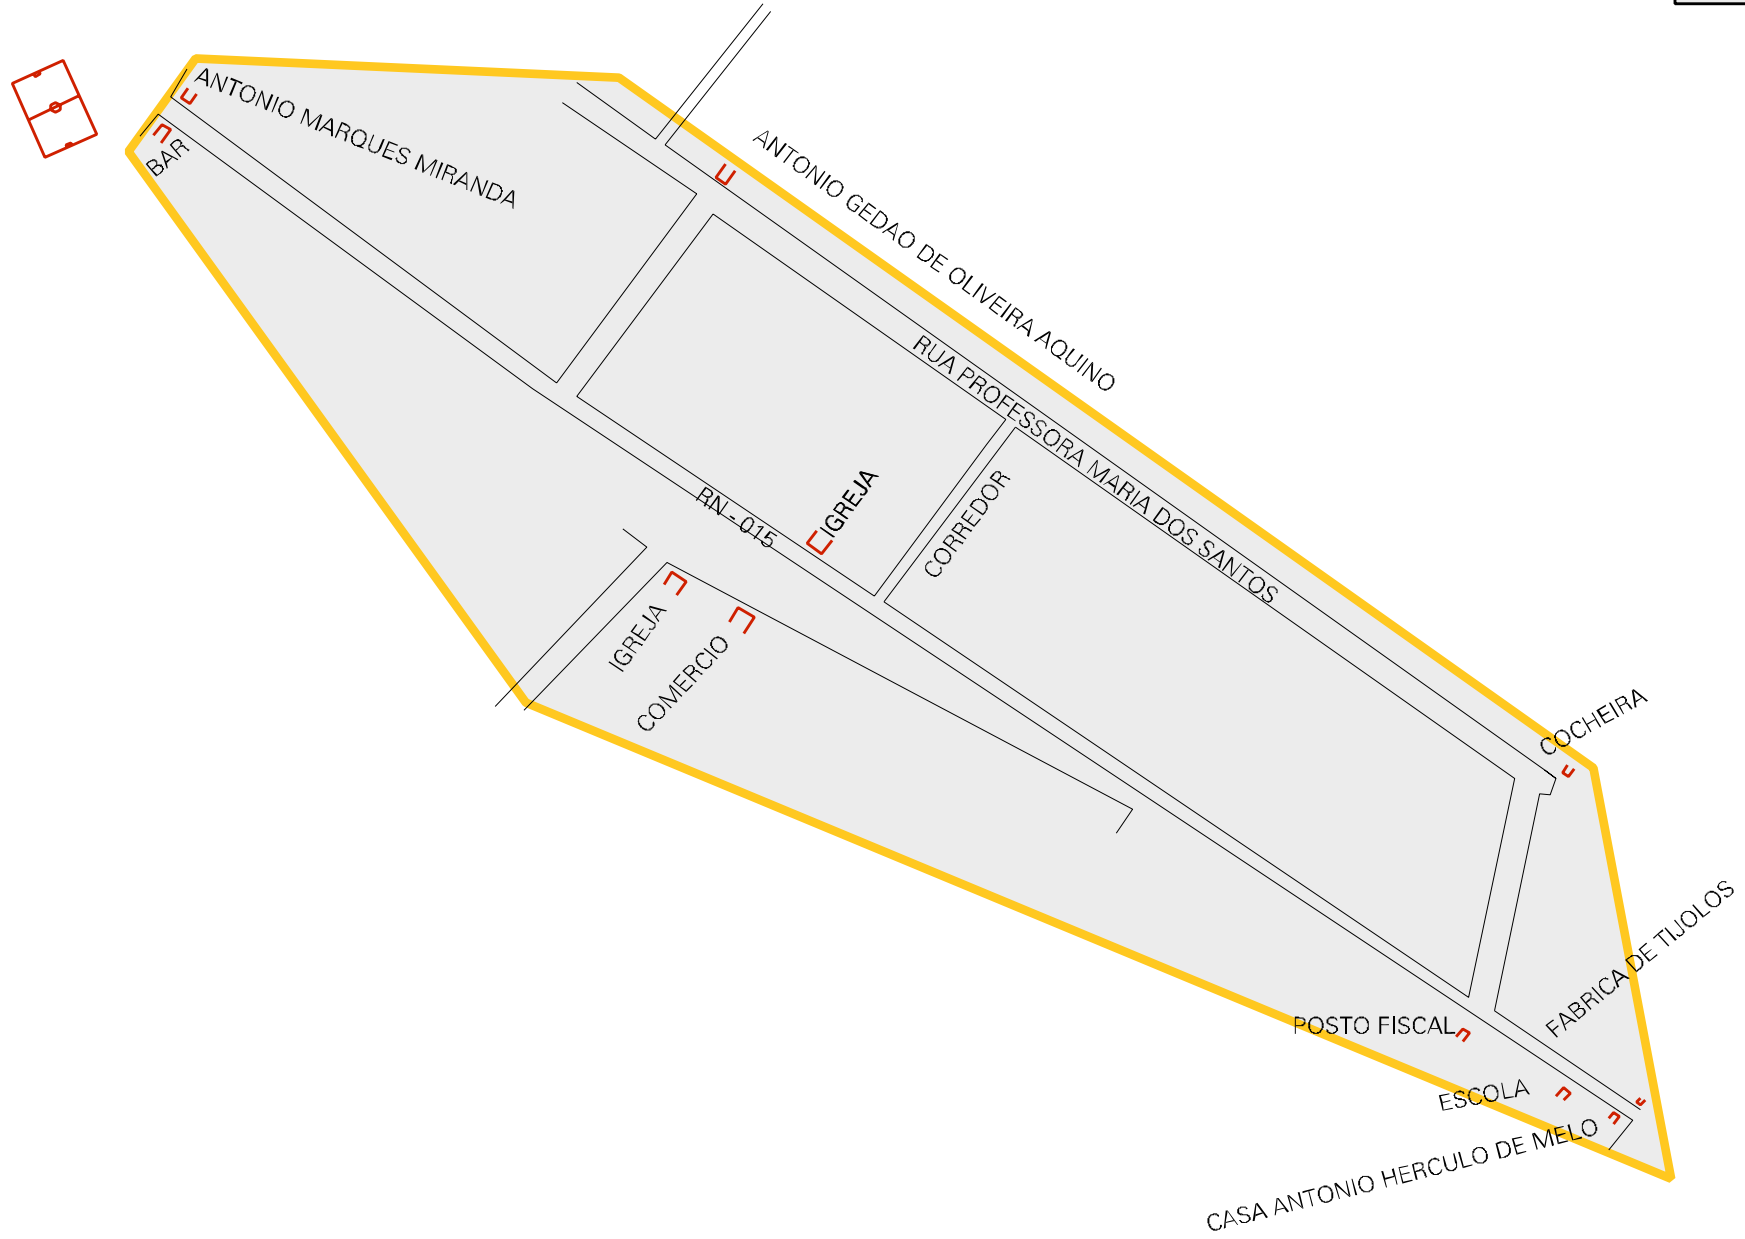 ANTONIO MARQUES MIRANDA
BAR
ANTONIO GEDAO DE OLIVEIRA AQUINO
RUA PROFESSORA MARIA DOS SANTOS
IGREJA
RN - 015
CORREDOR
IGREJA
COMERCIO
COCHEIRA
FABRICA DE TIJOLOS
POSTO FISCAL
ESCOLA
CASA ANTONIO HERCULO DE MELO